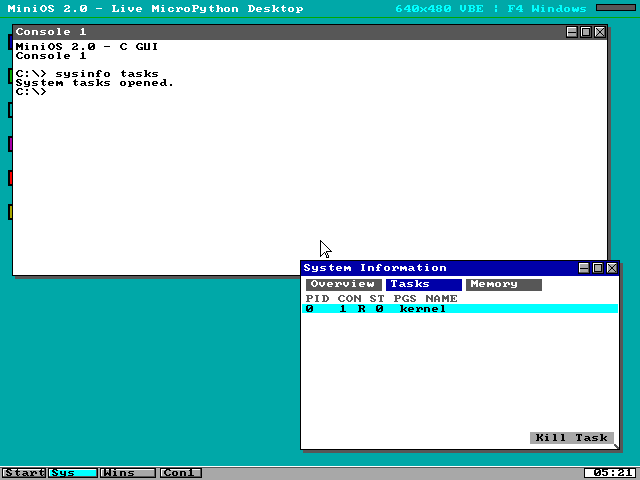 MiniOS 2.0 - Live MicroPython Desktop
640x480 VBE | F4 Windows
Console 1
MiniOS 2.0 - C GUI
Console 1
C:\> sysinfo tasks
System tasks opened.
C:\>
System Information
Overview Tasks Memory
PID CON ST PGS NAME
0 1 R 0 kernel
Kill Task
Start Sys Wins Con1 05:21